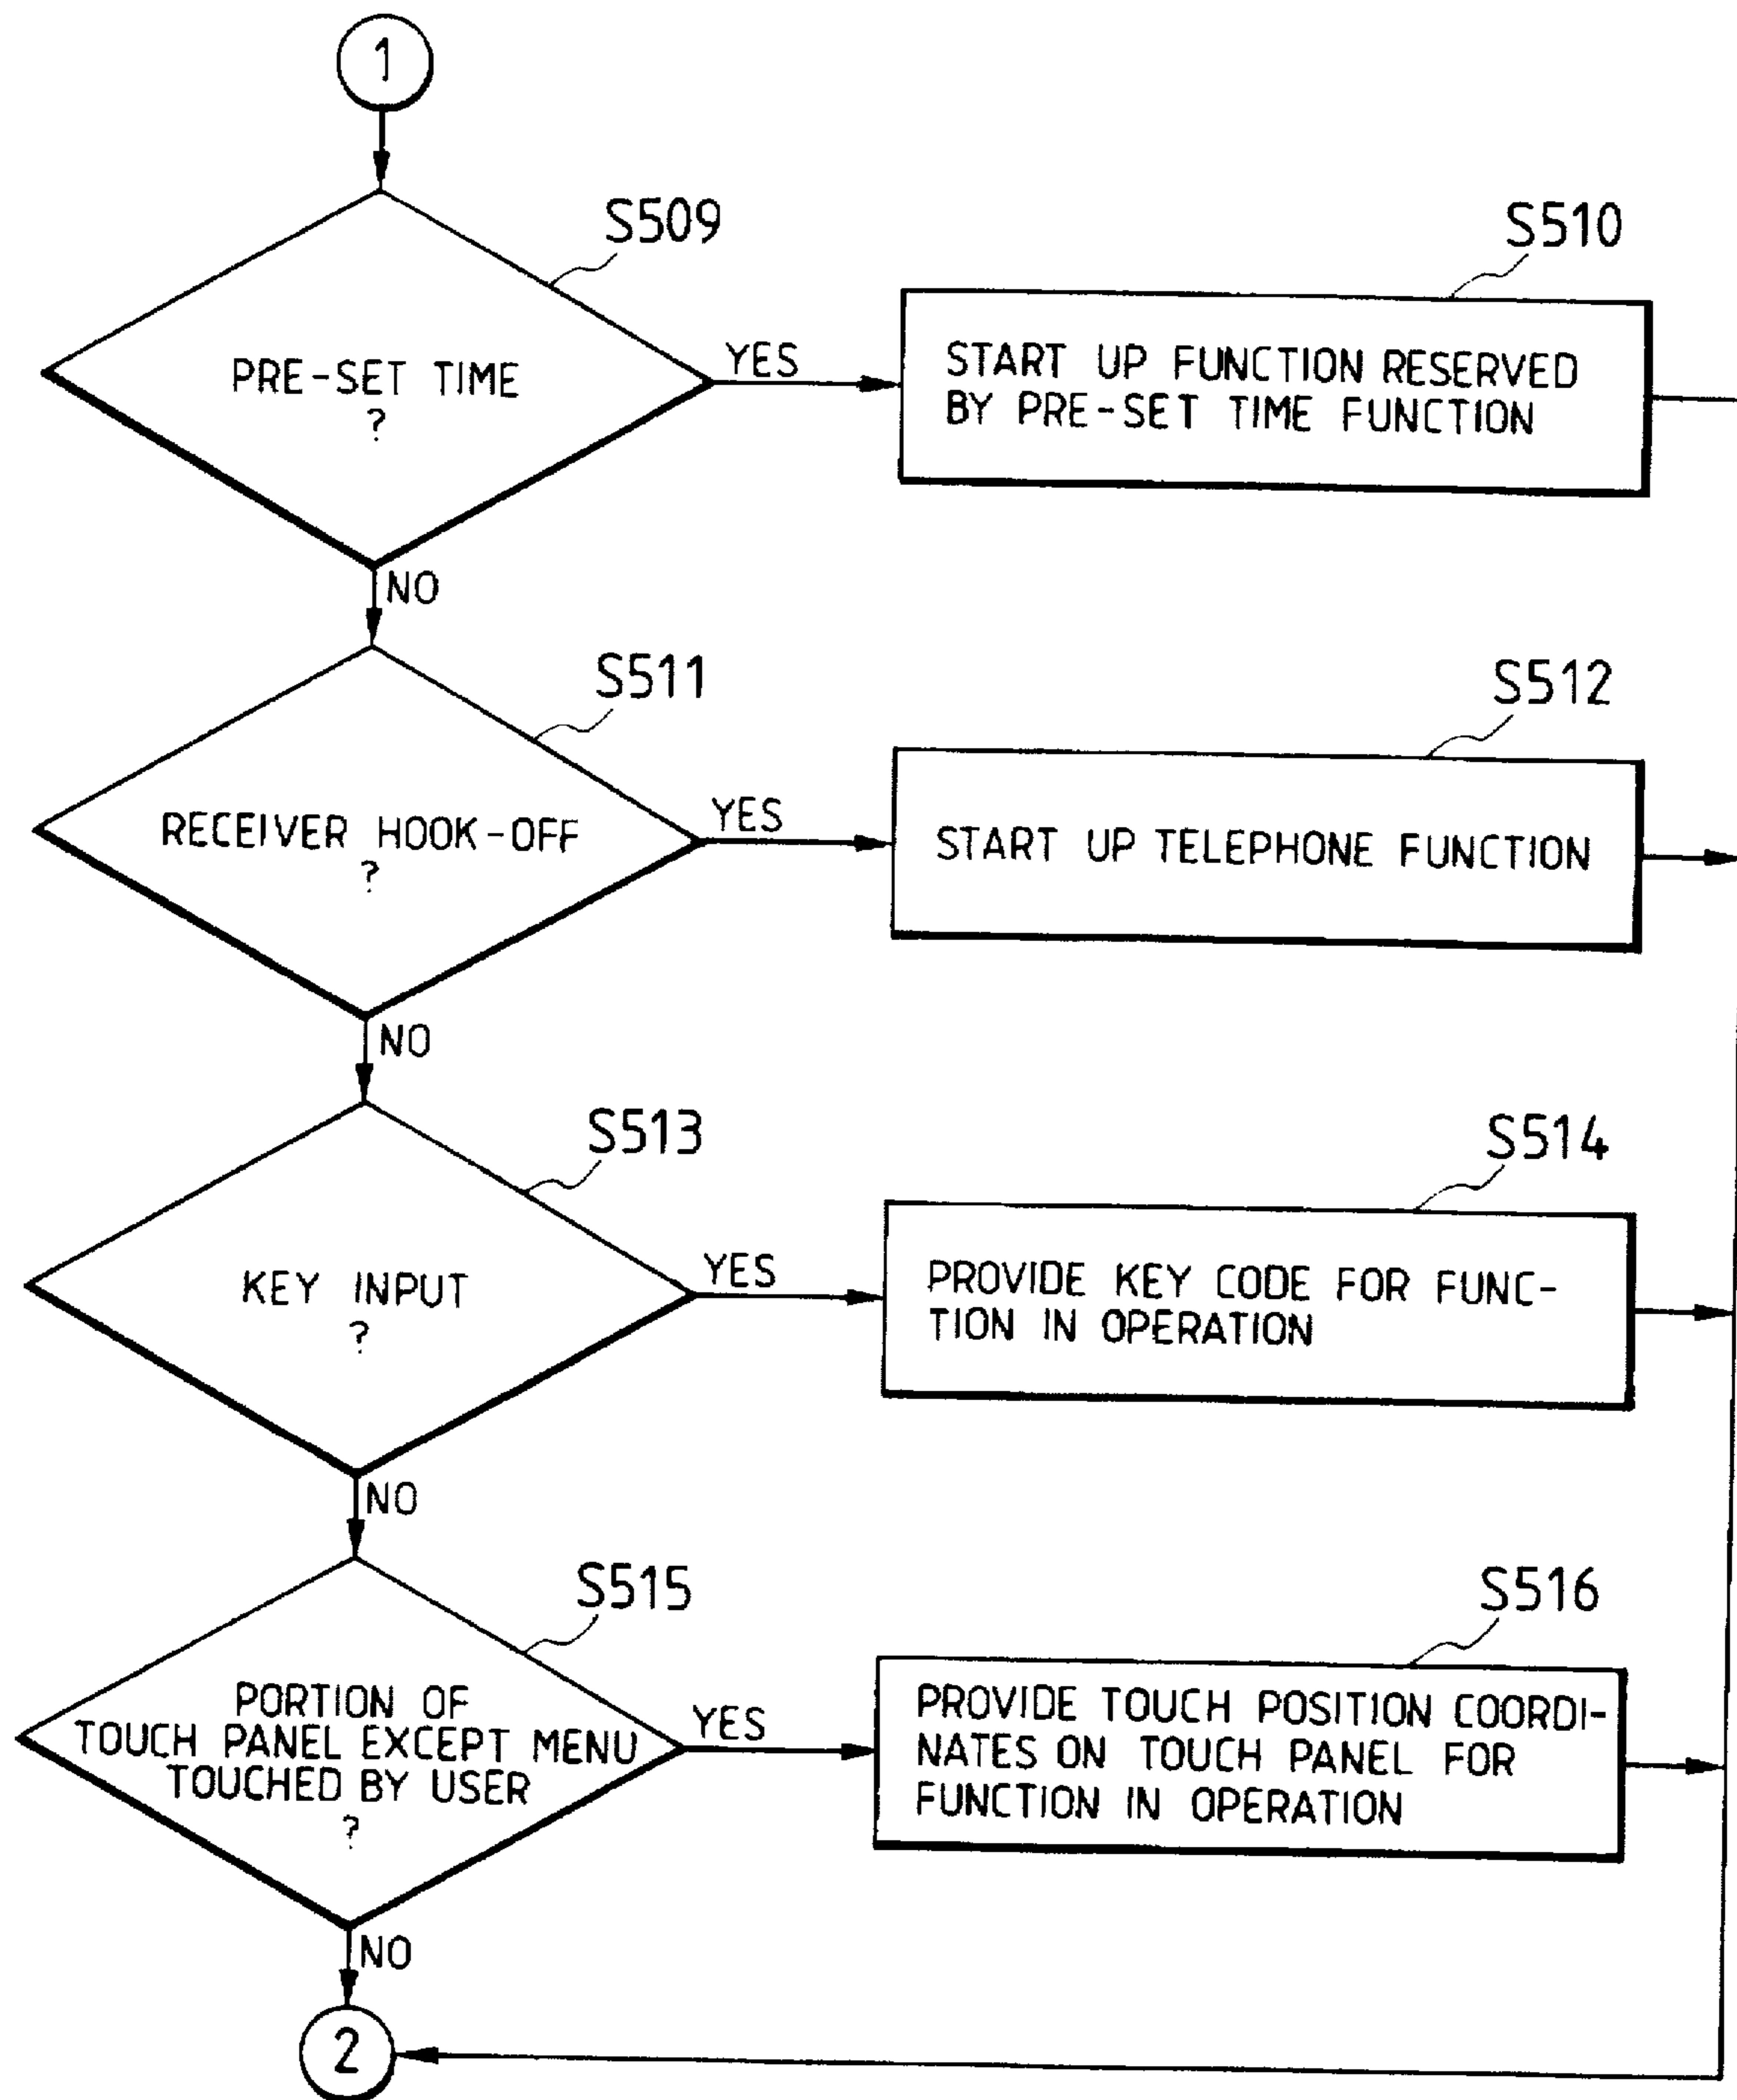 1
S509
PRE-SET TIME
?
YES
S510
START UP FUNCTION RESERVED
BY PRE-SET TIME FUNCTION
NO
S511
RECEIVER HOOK-OFF
?
YES
S512
START UP TELEPHONE FUNCTION
NO
S513
KEY INPUT
?
YES
S514
PROVIDE KEY CODE FOR FUNC-
TION IN OPERATION
NO
S515
PORTION OF
TOUCH PANEL EXCEPT MENU
TOUCHED BY USER
?
YES
S516
PROVIDE TOUCH POSITION COORDI-
NATES ON TOUCH PANEL FOR
FUNCTION IN OPERATION
NO
2